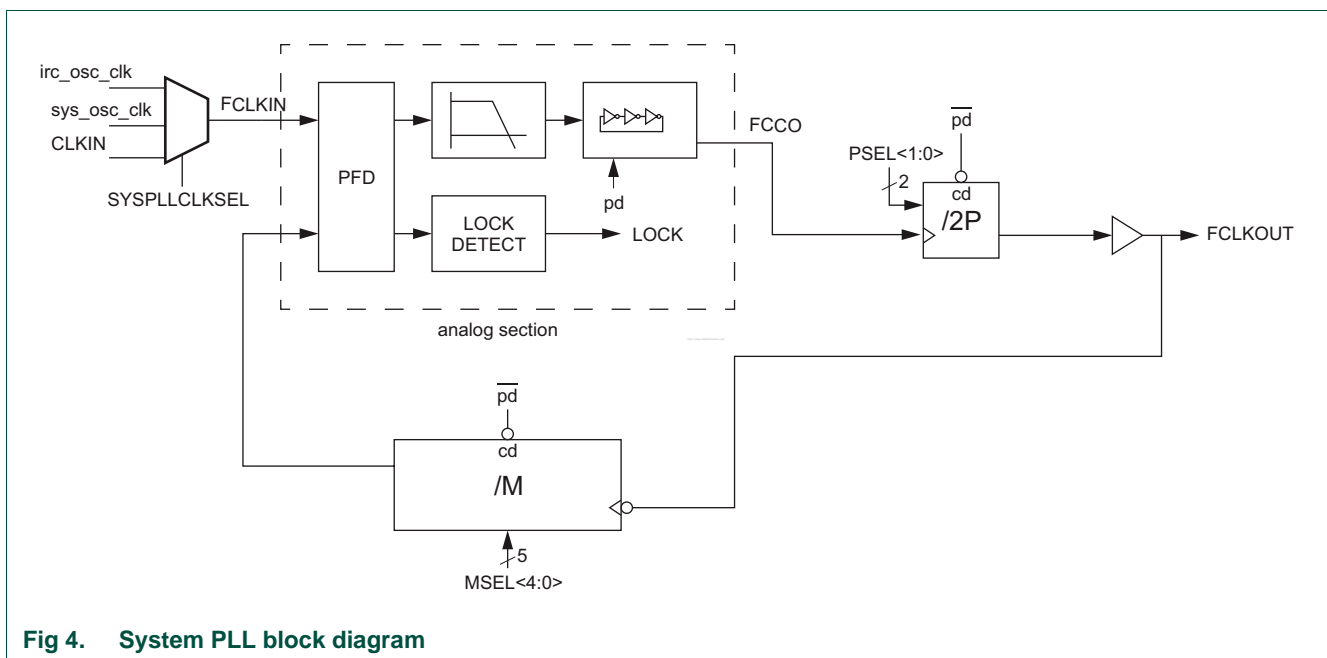 irc_osc_clk
sys_osc_clk
CLKIN
SYSPLLCLKSEL
FCLKIN
PFD
LOCK
DETECT
pd
LOCK
FCCO
analog section
PSEL<1:0>
2
pd
cd
/2P
FCLKOUT
pd
cd
/M
5
MSEL<4:0>
Fig 4. System PLL block diagram